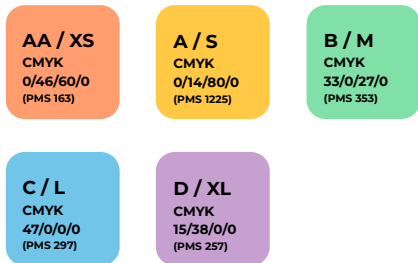 AA / XS
CMYK
0/46/60/0
(PMS 163)
A / S
CMYK
0/14/80/0
(PMS 1225)
B / M
CMYK
33/0/27/0
(PMS 353)
C / L
CMYK
47/0/0/0
(PMS 297)
D / XL
CMYK
15/38/0/0
(PMS 257)